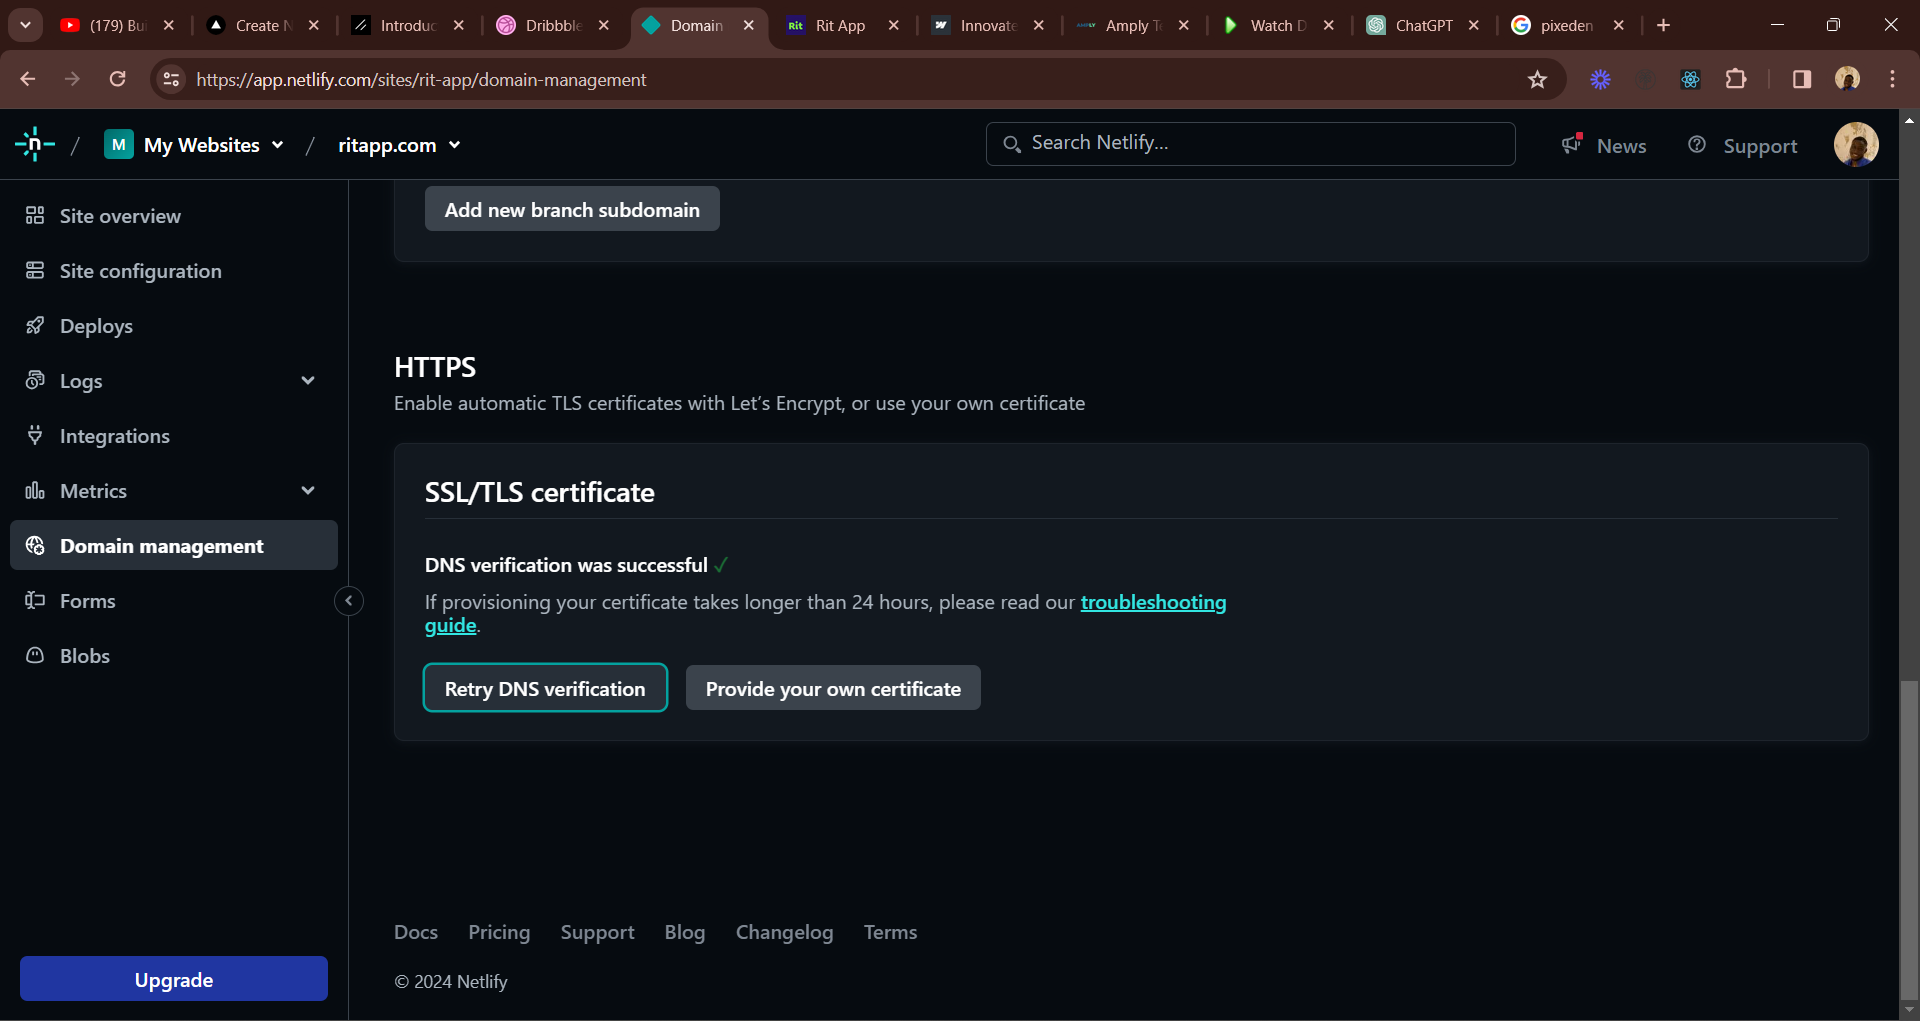 (179) Bui
Create N
Introduc
Dribbble
Domain
Rit
Rit App
Innovate
AMPLY
Amply To
Watch D
ChatGPT
pixeden
https://app.netlify.com/sites/rit-app/domain-management
n
/
M
My Websites
/
ritapp.com
Search Netlify...
News
Support
Site overview
Site configuration
Deploys
Logs
Integrations
Metrics
Domain management
Forms
Blobs
Upgrade
Add new branch subdomain
HTTPS
Enable automatic TLS certificates with Let’s Encrypt, or use your own certificate
SSL/TLS certificate
DNS verification was successful ✓
If provisioning your certificate takes longer than 24 hours, please read our troubleshooting
guide.
Retry DNS verification
Provide your own certificate
Docs
Pricing
Support
Blog
Changelog
Terms
© 2024 Netlify